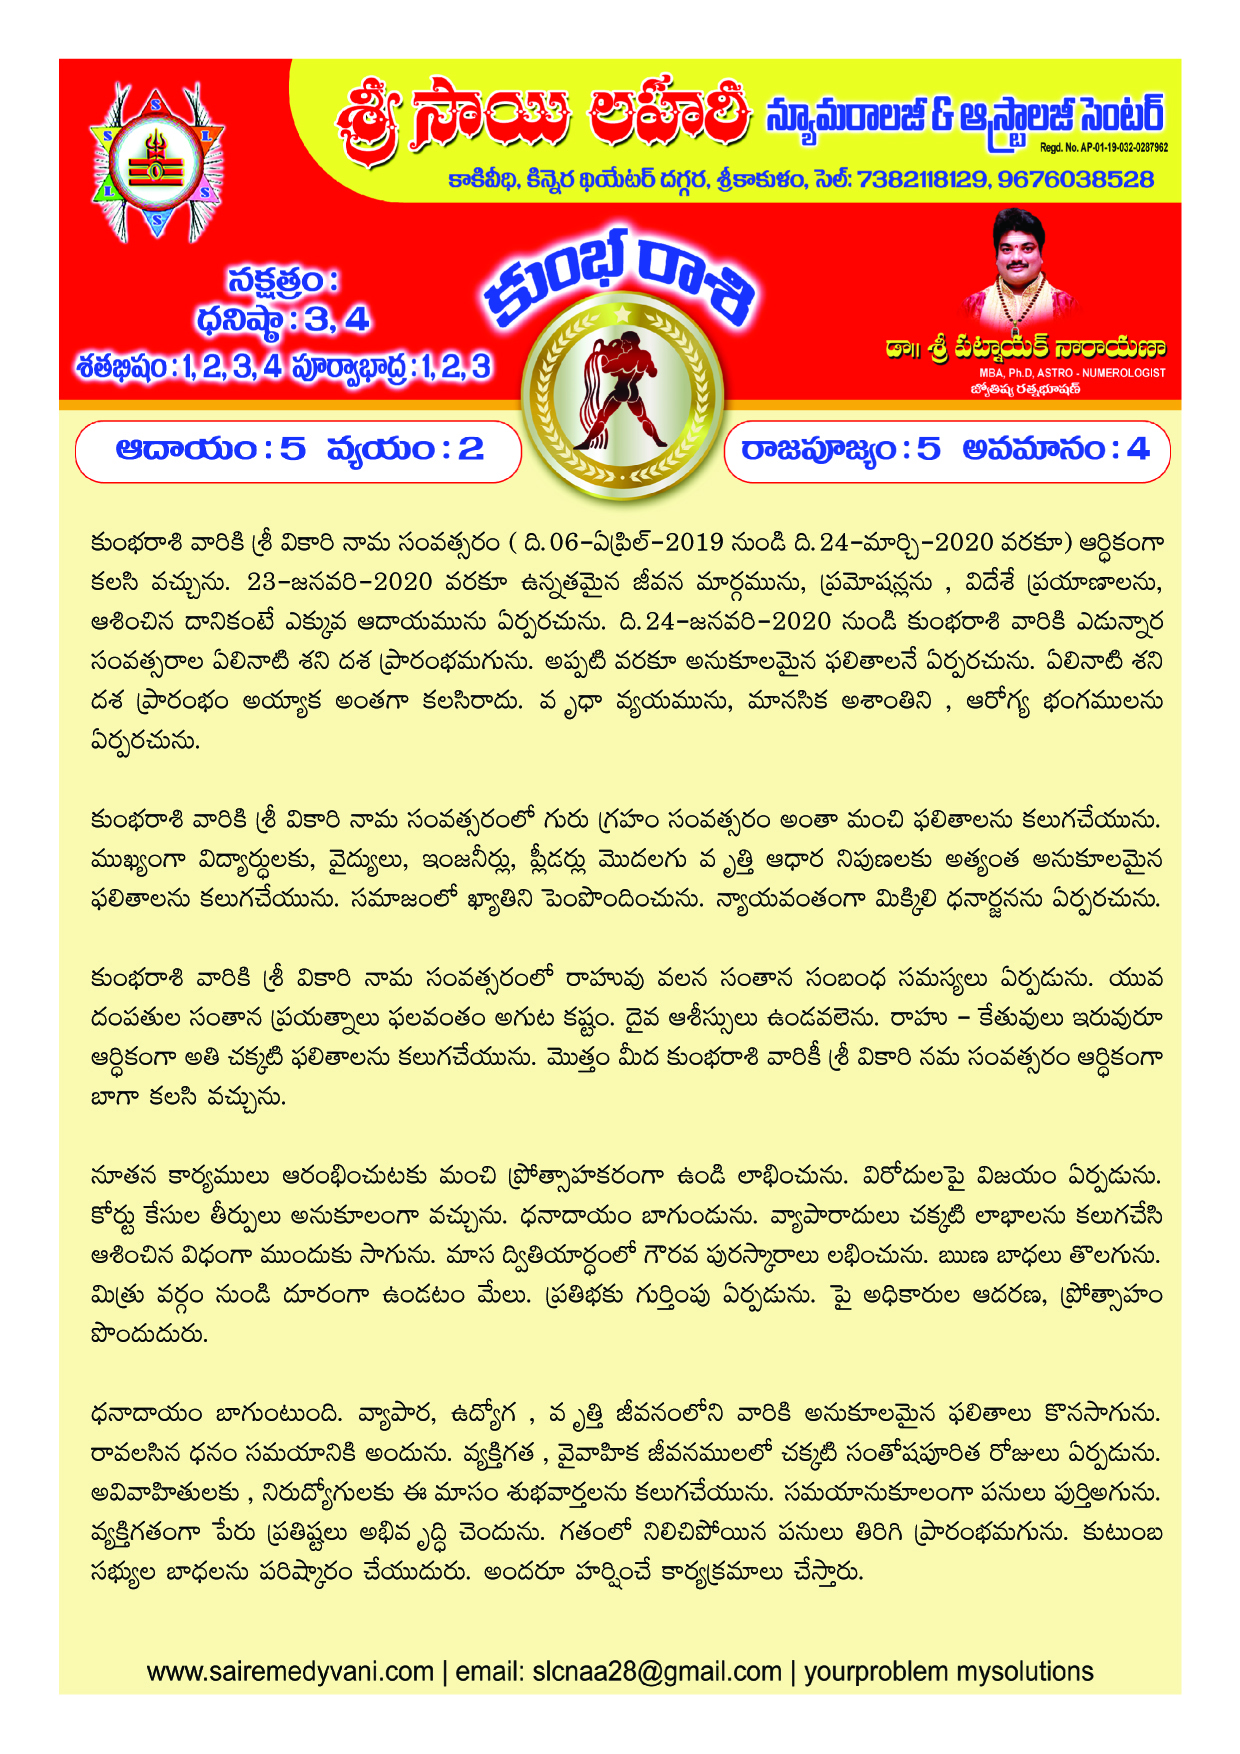 శ్రీ సాయి లహరి న్యూమరాలజీ & ఆస్ట్రాలజీ సెంటర్
Regd. No. AP-01-19-032-0287962
కాకివీధి, కిన్నెర థియేటర్ దగ్గర, శ్రీకాకుళం, సెల్: 7382118129, 9676038528
S
S L
L S
S
కుంభ రాశి
నక్షత్రం:
ధనిష్ఠా : 3, 4
శతభిషం : 1, 2, 3, 4 పూర్వాభాద్ర : 1, 2, 3
డా॥ శ్రీ పట్నాయక్ నారాయణా
MBA, Ph.D, ASTRO - NUMEROLOGIST
జ్యోతిష్య రత్నభూషణ్
ఆదాయం : 5 వ్యయం : 2
రాజపూజ్యం : 5 అవమానం : 4
కుంభరాశి వారికి శ్రీ వికారి నామ సంవత్సరం ( ది. 06-ఏప్రిల్-2019 నుండి ది. 24-మార్చి-2020 వరకూ) ఆర్ధికంగా
కలసి వచ్చును. 23-జనవరి-2020 వరకూ ఉన్నతమైన జీవన మార్గమును, ప్రమోషన్లను , విదేశే ప్రయాణాలను,
ఆశించిన దానికంటే ఎక్కువ ఆదాయమును ఏర్పరచును. ది. 24-జనవరి-2020 నుండి కుంభరాశి వారికి ఎడున్నార
సంవత్సరాల ఏలినాటి శని దశ ప్రారంభమగును. అప్పటి వరకూ అనుకూలమైన ఫలితాలనే ఏర్పరచును. ఏలినాటి శని
దశ ప్రారంభం అయ్యాక అంతగా కలసిరాదు. వృధా వ్యయమును, మానసిక అశాంతిని , ఆరోగ్య భంగములను
ఏర్పరచును.
కుంభరాశి వారికి శ్రీ వికారి నామ సంవత్సరంలో గురు గ్రహం సంవత్సరం అంతా మంచి ఫలితాలను కలుగచేయును.
ముఖ్యంగా విద్యార్ధులకు, వైద్యులు, ఇంజనీర్లు, ప్లీడర్లు మొదలగు వృత్తి ఆధార నిపుణలకు అత్యంత అనుకూలమైన
ఫలితాలను కలుగచేయును. సమాజంలో ఖ్యాతిని పెంపొందించును. న్యాయవంతంగా మిక్కిలి ధనార్జనను ఏర్పరచును.
కుంభరాశి వారికి శ్రీ వికారి నామ సంవత్సరంలో రాహువు వలన సంతాన సంబంధ సమస్యలు ఏర్పడును. యువ
దంపతుల సంతాన ప్రయత్నాలు ఫలవంతం అగుట కష్టం. దైవ ఆశీస్సులు ఉండవలెను. రాహు - కేతువులు ఇరువురూ
ఆర్ధికంగా అతి చక్కటి ఫలితాలను కలుగచేయును. మొత్తం మీద కుంభరాశి వారికీ శ్రీ వికారి నమ సంవత్సరం ఆర్ధికంగా
బాగా కలసి వచ్చును.
నూతన కార్యములు ఆరంభించుటకు మంచి ప్రోత్సాహకరంగా ఉండి లాభించును. విరోదులపై విజయం ఏర్పడును.
కోర్టు కేసుల తీర్పులు అనుకూలంగా వచ్చును. ధనాదాయం బాగుండును. వ్యాపారాదులు చక్కటి లాభాలను కలుగచేసి
ఆశించిన విధంగా ముందుకు సాగును. మాస ద్వితియార్ధంలో గౌరవ పురస్కారాలు లభించును. ఋణ బాధలు తొలగును.
మిత్రు వర్గం నుండి దూరంగా ఉండటం మేలు. ప్రతిభకు గుర్తింపు ఏర్పడును. పై అధికారుల ఆదరణ, ప్రోత్సాహం
పొందుదురు.
ధనాదాయం బాగుంటుంది. వ్యాపార, ఉద్యోగ , వృత్తి జీవనంలోని వారికి అనుకూలమైన ఫలితాలు కొనసాగును.
రావలసిన ధనం సమయానికి అందును. వ్యక్తిగత , వైవాహిక జీవనములలో చక్కటి సంతోషపూరిత రోజులు ఏర్పడును.
అవివాహితులకు , నిరుద్యోగులకు ఈ మాసం శుభవార్తలను కలుగచేయును. సమయానుకూలంగా పనులు పుర్తిఅగును.
వ్యక్తిగతంగా పేరు ప్రతిష్టలు అభివృద్ధి చెందును. గతంలో నిలిచిపోయిన పనులు తిరిగి ప్రారంభమగును. కుటుంబ
సభ్యుల బాధలను పరిష్కారం చేయుదురు. అందరూ హర్షించే కార్యక్రమాలు చేస్తారు.
www.sairemedyvani.com | email: slcnaa28@gmail.com | yourproblem mysolutions